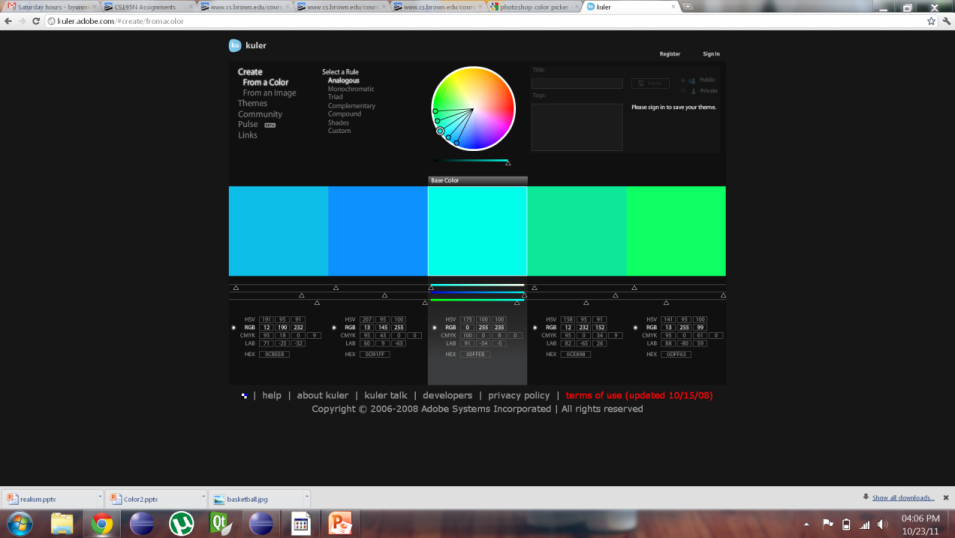 Saturday hours - bywon
CS195N Assignments
www.cs.brown.edu/cours
www.cs.brown.edu/cours
www.cs.brown.edu/cours
photoshop color picker -
kuler
kuler.adobe.com/#create/fromacolor
ku kuler
Register Sign In
Create
From a Color
From an Image
Themes
Community
Pulse BETA
Links
Select a Rule
Analogous
Monochromatic
Triad
Complementary
Compound
Shades
Custom
Title:
Tags:
Public
Private
Please sign in to save your theme.
Base Color
HSV 191 95 91
RGB 12 190 232
CMYK 95 18 0 9
LAB 71 -23 -32
HEX 0CBEE8
HSV 207 95 100
RGB 13 145 255
CMYK 95 43 0 0
LAB 60 9 -63
HEX 0D91FF
HSV 175 100 100
RGB 0 255 235
CMYK 100 0 8 0
LAB 91 -54 -5
HEX 00FFEB
HSV 158 95 91
RGB 12 232 152
CMYK 95 0 34 9
LAB 82 -63 26
HEX 0CE898
HSV 141 95 100
RGB 13 255 99
CMYK 95 0 61 0
LAB 88 -80 59
HEX 0DFF63
| help | about kuler | kuler talk | developers | privacy policy | terms of use (updated 10/15/08)
Copyright © 2006-2008 Adobe Systems Incorporated | All rights reserved
realism.pptx
Color2.pptx
basketball.jpg
Show all downloads...
Qt
04:06 PM
10/23/11